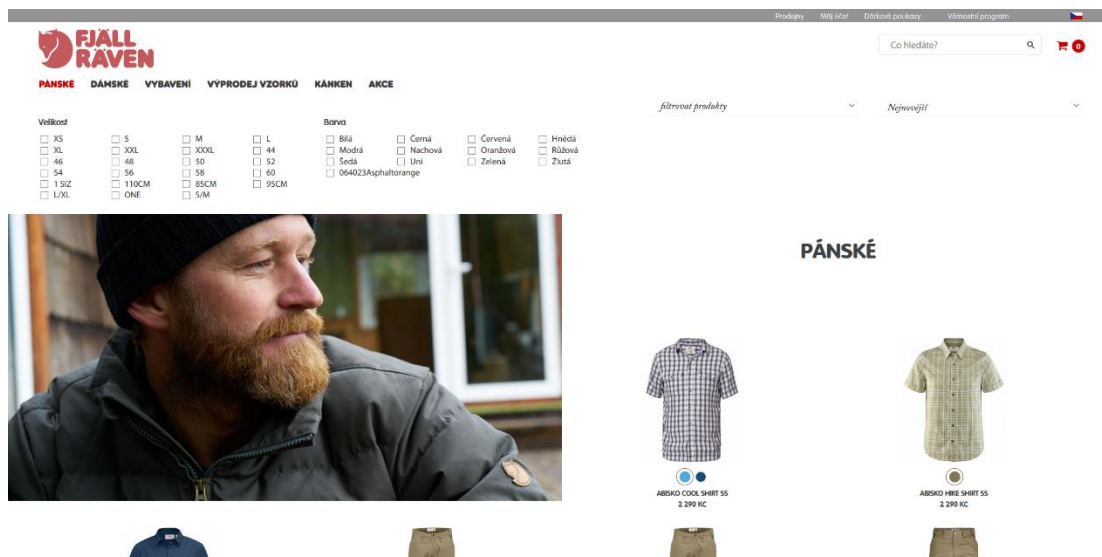 Prodejny Můj účet Dárkové poukazy Věrnostní program
FJÄLL
RÄVEN
Co hledáte?
0
PÁNSKÉ DÁMSKÉ VYBAVENÍ VÝPRODEJ VZORKŮ KÅNKEN AKCE
filtrovat produkty
Nejnovější
Velikost
XS S M L
XL XXL XXXL 44
46 48 50 52
54 56 58 60
1 SIZ 110CM 85CM 95CM
L/XL ONE S/M
Barva
Bílá Černá Červená Hnědá
Modrá Nachová Oranžová Růžová
Šedá Uni Zelená Žlutá
064023Asphaltorange
PÁNSKÉ
ABISKO COOL SHIRT SS
2 290 KC
ABISKO HIKE SHIRT SS
2 290 KC